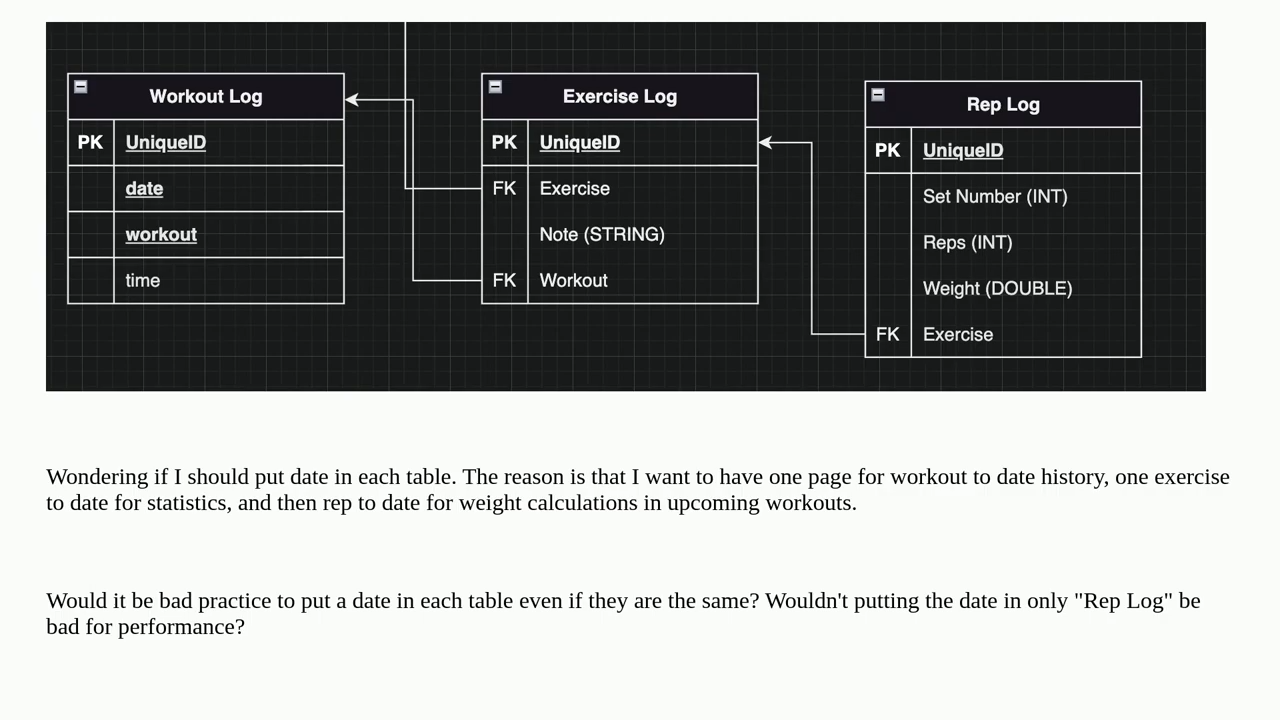 Workout Log
PK UniqueID
date
workout
time
Exercise Log
PK UniqueID
FK Exercise
Note (STRING)
FK Workout
Rep Log
PK UniqueID
Set Number (INT)
Reps (INT)
Weight (DOUBLE)
FK Exercise
Wondering if I should put date in each table. The reason is that I want to have one page for workout to date history, one exercise
to date for statistics, and then rep to date for weight calculations in upcoming workouts.
Would it be bad practice to put a date in each table even if they are the same? Wouldn't putting the date in only "Rep Log" be
bad for performance?